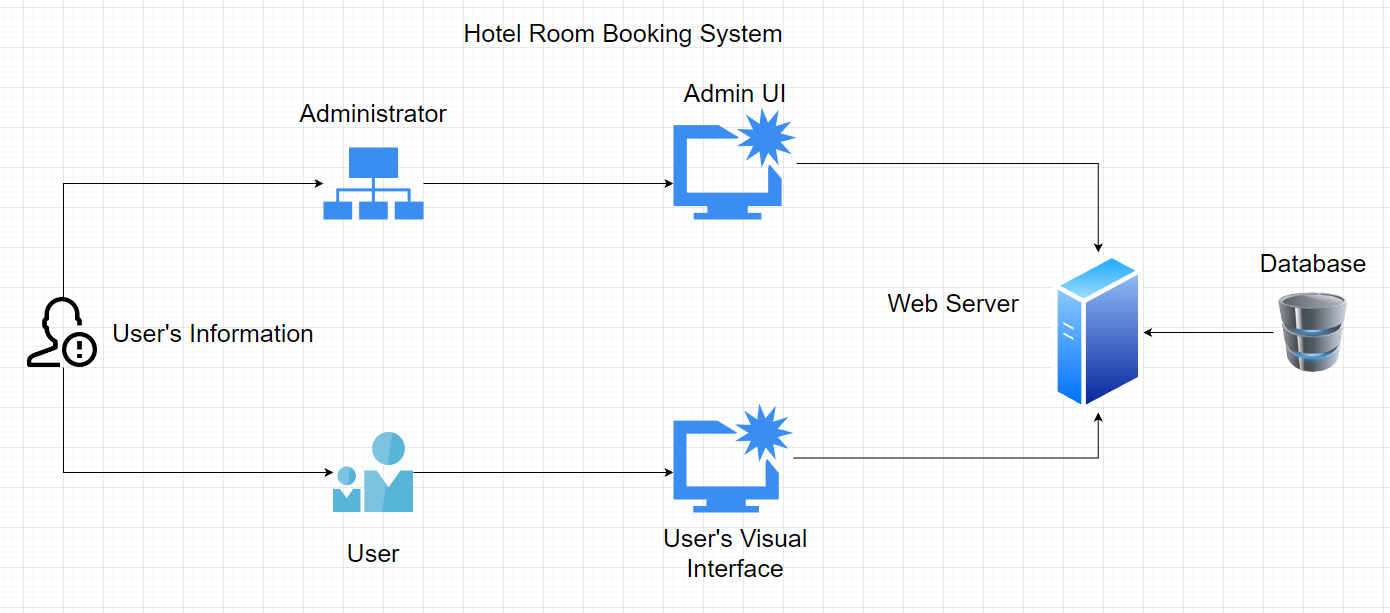 Hotel Room Booking System
Admin UI
Administrator
Database
Web Server
User's Information
User's Visual
Interface
User